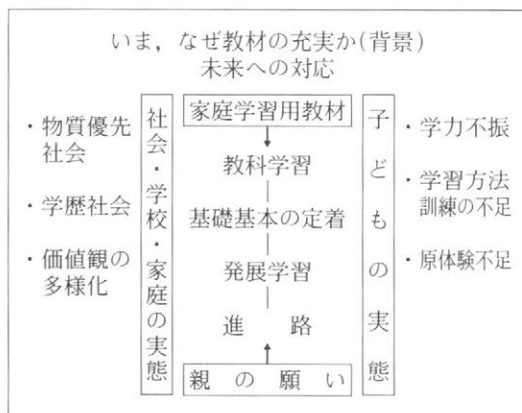 いま，なぜ教材の充実か(背景)
未来への対応
・物質優先
社会
・学歴社会
・価値観の
多様化
社会・学校・家庭の実態
家庭学習用教材
教科学習
基礎基本の定着
発展学習
進　路
親の願い
子どもの実態
・学力不振
・学習方法
訓練の不足
・原体験不足